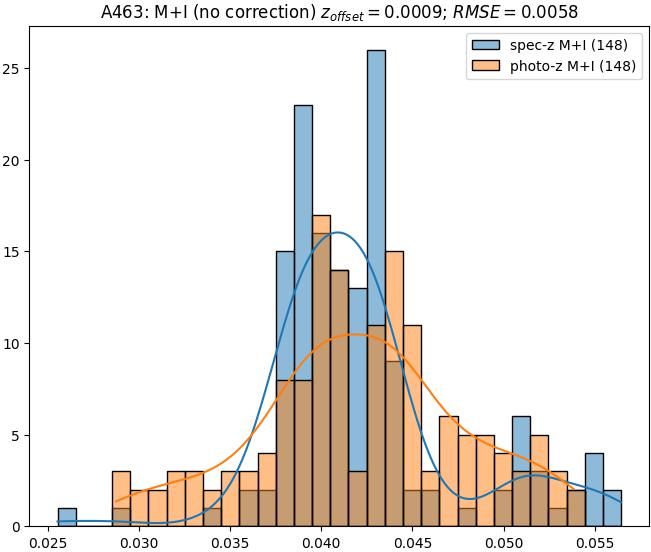 A463: M+I (no correction) z_offset = 0.0009; RMSE = 0.0058
spec-z M+I (148)
photo-z M+I (148)
25
20
15
10
5
0
0.025 0.030 0.035 0.040 0.045 0.050 0.055